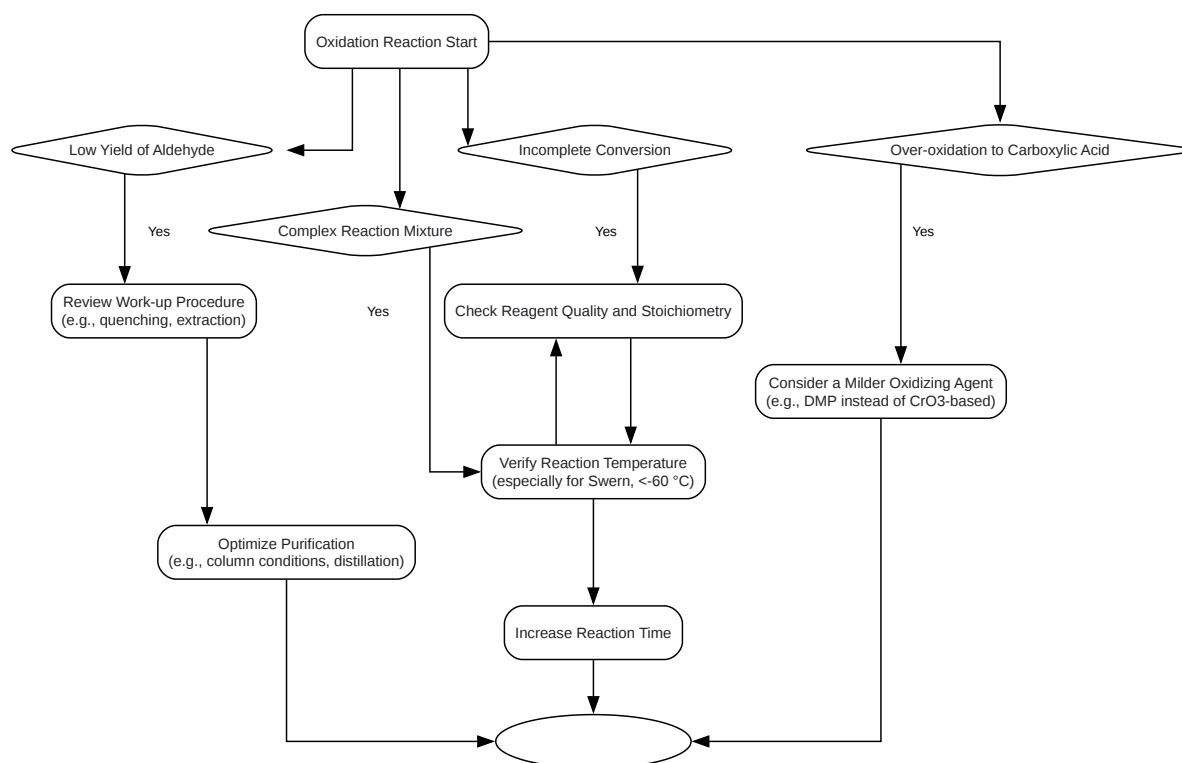 Oxidation Reaction Start
Low Yield of Aldehyde
Incomplete Conversion
Over-oxidation to Carboxylic Acid
Yes
Complex Reaction Mixture
Yes
Yes
Review Work-up Procedure
(e.g., quenching, extraction)
Yes
Check Reagent Quality and Stoichiometry
Consider a Milder Oxidizing Agent
(e.g., DMP instead of CrO3-based)
Verify Reaction Temperature
(especially for Swern, <-60 °C)
Optimize Purification
(e.g., column conditions, distillation)
Increase Reaction Time